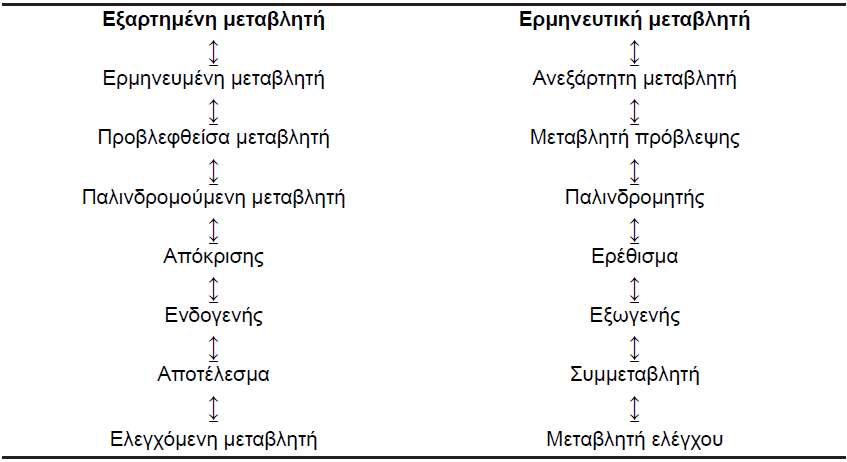 Εξαρτημένη μεταβλητή Ερμηνευτική μεταβλητή
Ερμηνευμένη μεταβλητή Ανεξάρτητη μεταβλητή
Προβλεφθείσα μεταβλητή Μεταβλητή πρόβλεψης
Παλινδρομούμενη μεταβλητή Παλινδρομητής
Απόκρισης Ερέθισμα
Ενδογενής Εξωγενής
Αποτέλεσμα Συμμεταβλητή
Ελεγχόμενη μεταβλητή Μεταβλητή ελέγχου